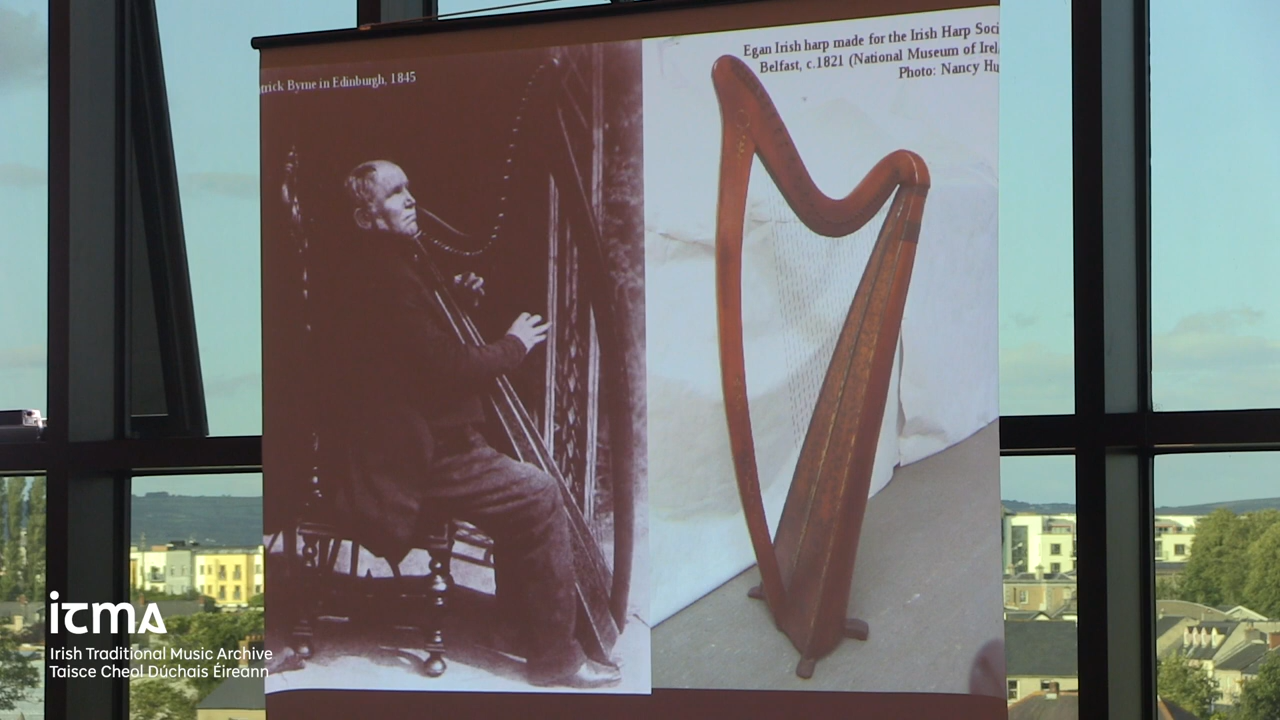 trick Byrne in Edinburgh, 1845
Egan Irish harp made for the Irish Harp Soci
Belfast, c.1821 (National Museum of Irel
Photo: Nancy Hu
ITMA
Irish Traditional Music Archive
Taisce Cheol Dúchais Éireann